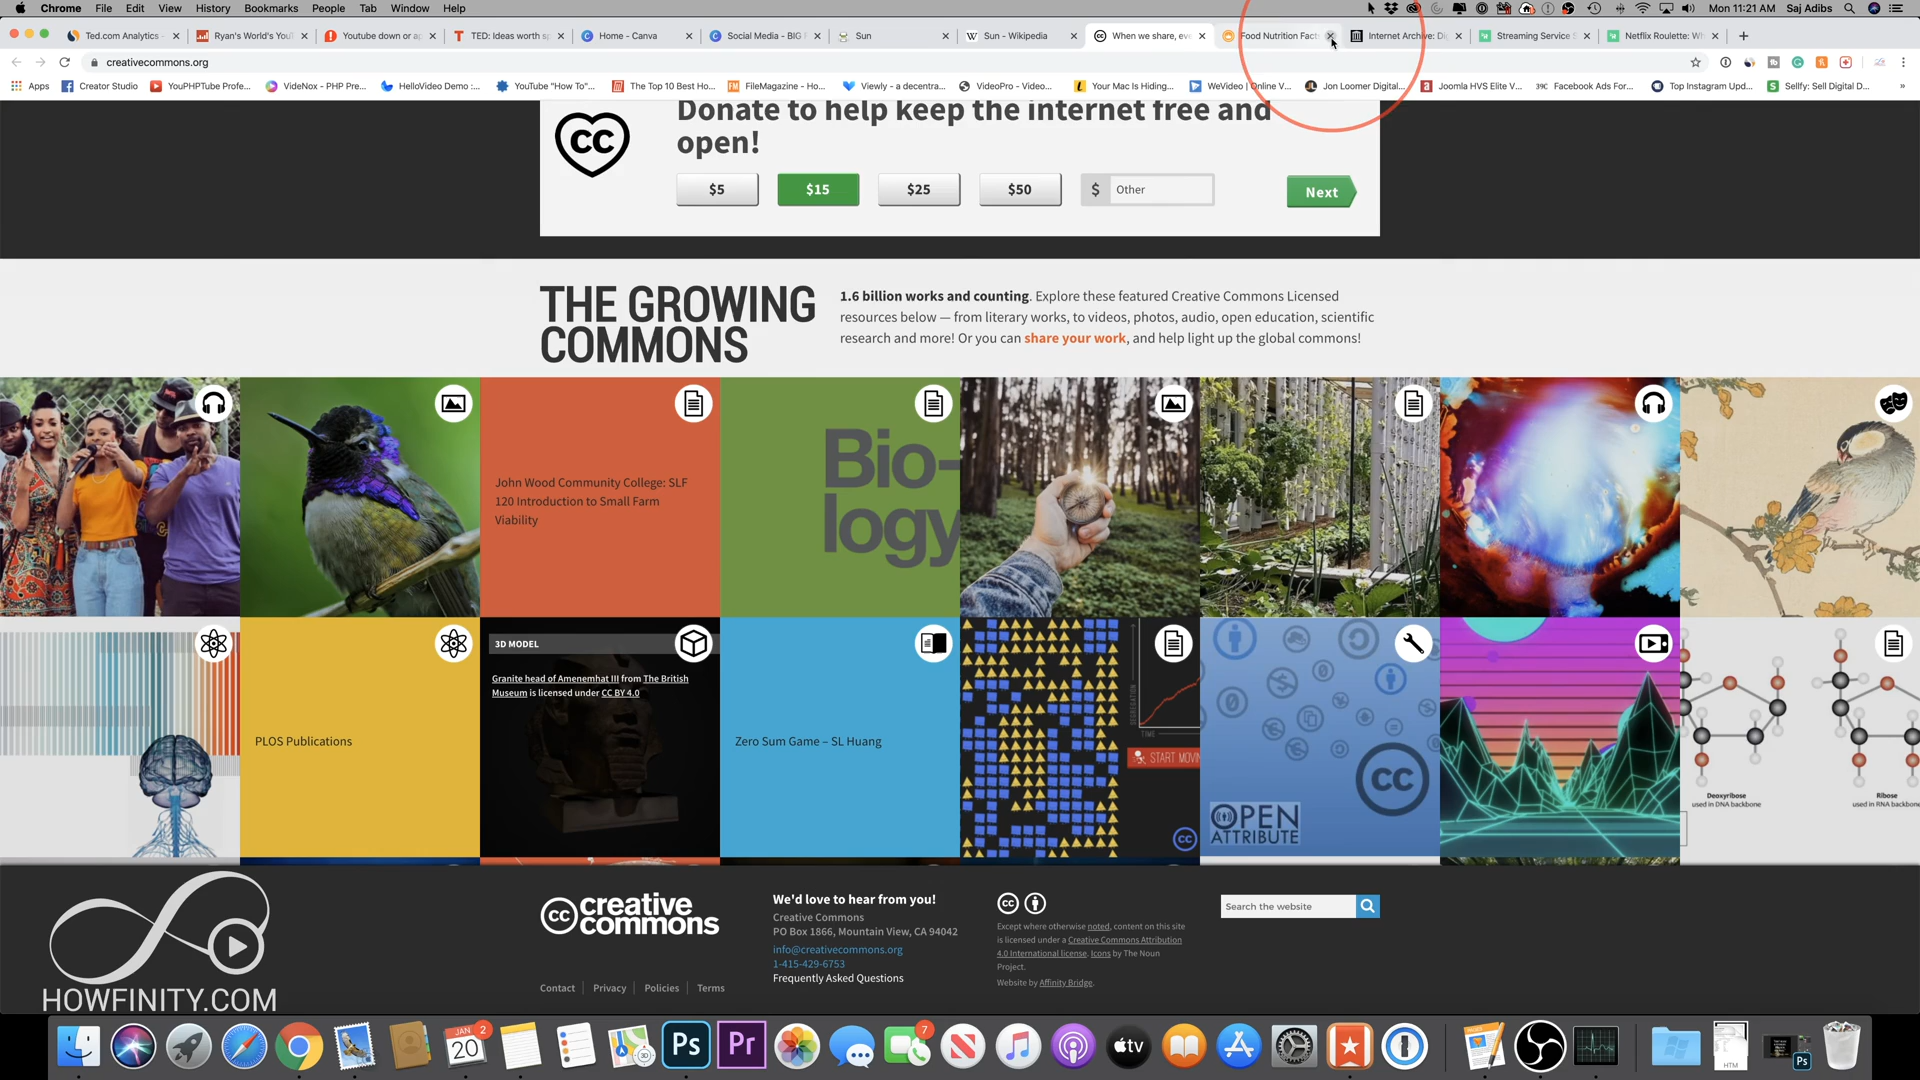 Chrome File Edit View History Bookmarks People Tab Window Help
Mon 11:21 AM Saj Adibs
Ted.com Analytics
Ryan's World's You
Youtube down or a
TED: Ideas worth s
Home - Canva
Social Media - BIG
Sun
Sun - Wikipedia
When we share, ev
Food Nutrition Fact
Internet Archive: Di
Streaming Service
Netflix Roulette: W
creativecommons.org
Apps
Creator Studio
YouPHPTube Profe...
VideNox - PHP Pre...
HelloVideo Demo :...
YouTube "How To"...
The Top 10 Best Ho...
FileMagazine - Ho...
Viewly - a decentra...
VideoPro - Video...
Your Mac Is Hiding...
WeVideo | Online V...
Jon Loomer Digital...
Joomla HVS Elite V...
Facebook Ads For...
Top Instagram Upd...
Sellfy: Sell Digital D...
Donate to help keep the internet free and
open!
$5
$15
$25
$50
$ Other
Next
THE GROWING
COMMONS
1.6 billion works and counting. Explore these featured Creative Commons Licensed
resources below — from literary works, to videos, photos, audio, open education, scientific
research and more! Or you can share your work, and help light up the global commons!
John Wood Community College: SLF
120 Introduction to Small Farm
Viability
Bio-
logy
PLOS Publications
3D MODEL
Granite head of Amenemhat III from The British
Museum is licensed under CC BY 4.0
Zero Sum Game – SL Huang
TIME
START MOVIN
cc
OPEN
ATTRIBUTE
cc
Deoxyribose
used in DNA backbone
Ribose
used in RNA backbone
HOWFINITY.COM
cc creative
commons
Contact
Privacy
Policies
Terms
We'd love to hear from you!
Creative Commons
PO Box 1866, Mountain View, CA 94042
info@creativecommons.org
1-415-429-6753
Frequently Asked Questions
Except where otherwise noted, content on this site
is licensed under a Creative Commons Attribution
4.0 International license. Icons by The Noun
Project.
Website by Affinity Bridge.
Search the website
JAN
20
2
3D
Ps
Pr
7
tv
HTM
Ps